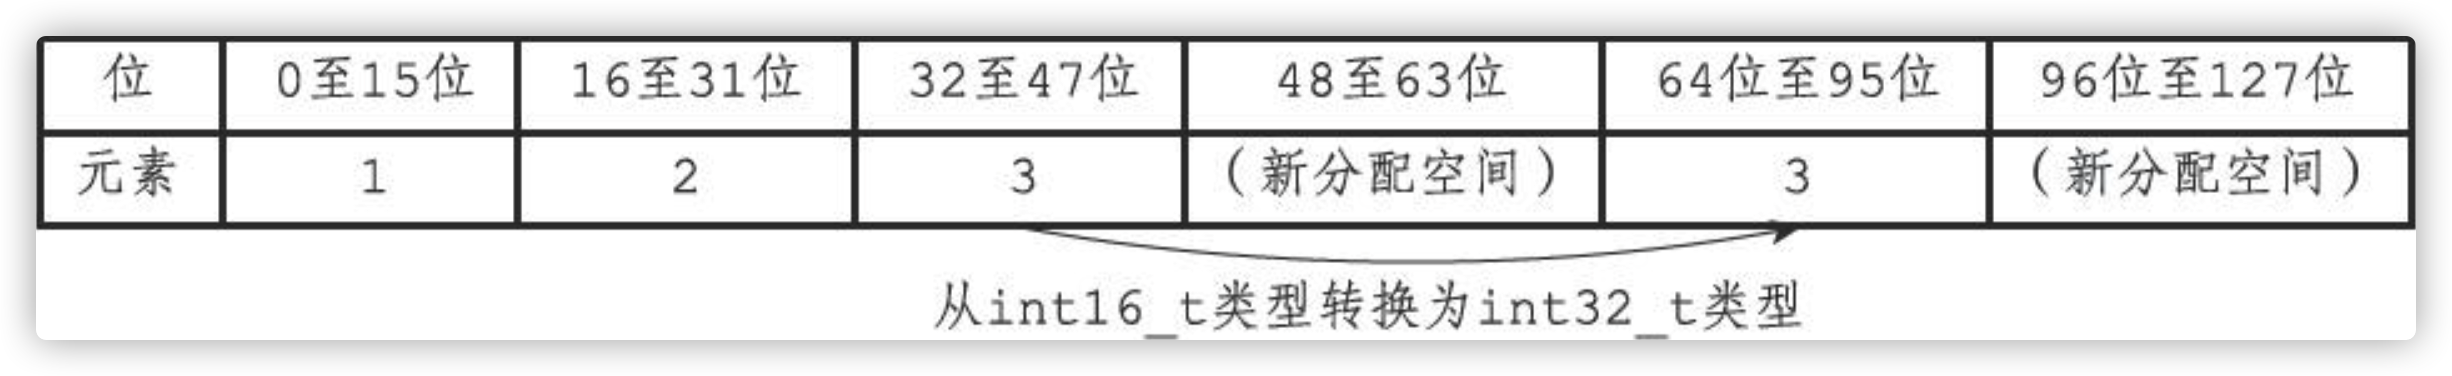 位 0至15位 16至31位 32至47位 48至63位 64位至95位 96位至127位
元素 1 2 3 （新分配空间） 3 （新分配空间）
从int16_t类型转换为int32_t类型